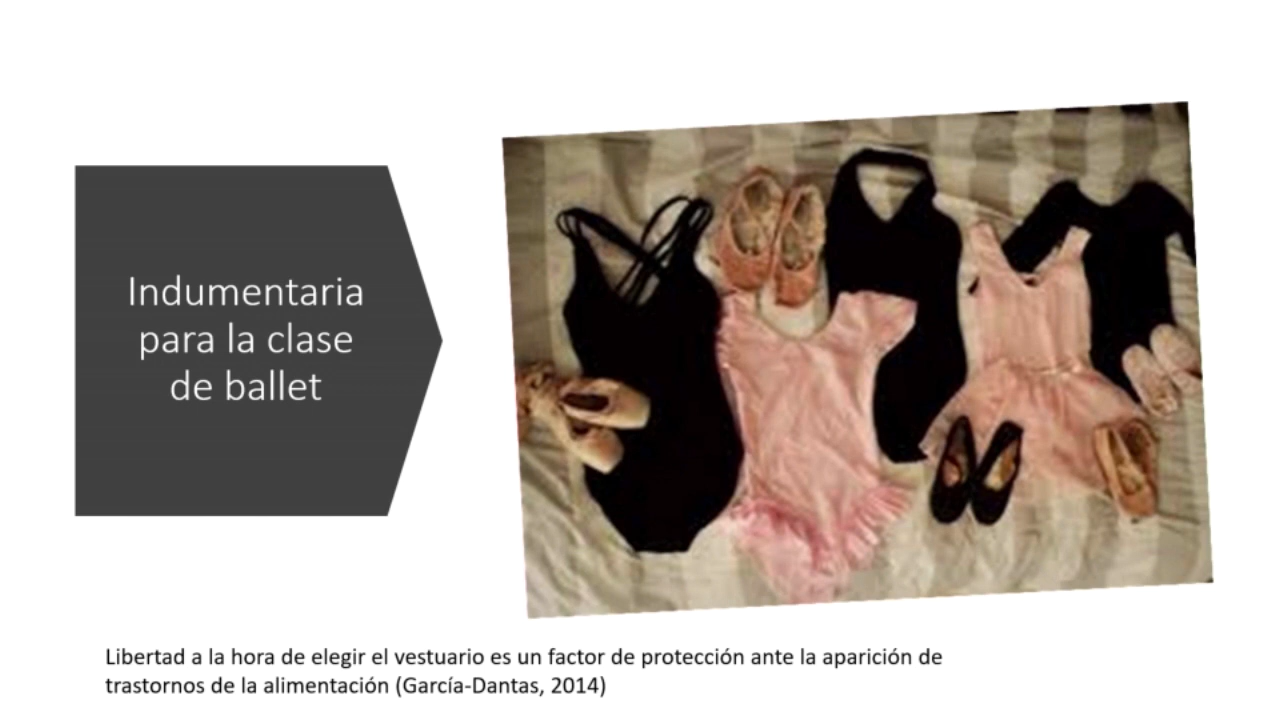 Indumentaria
para la clase
de ballet
Libertad a la hora de elegir el vestuario es un factor de protección ante la aparición de
trastornos de la alimentación (García-Dantas, 2014)